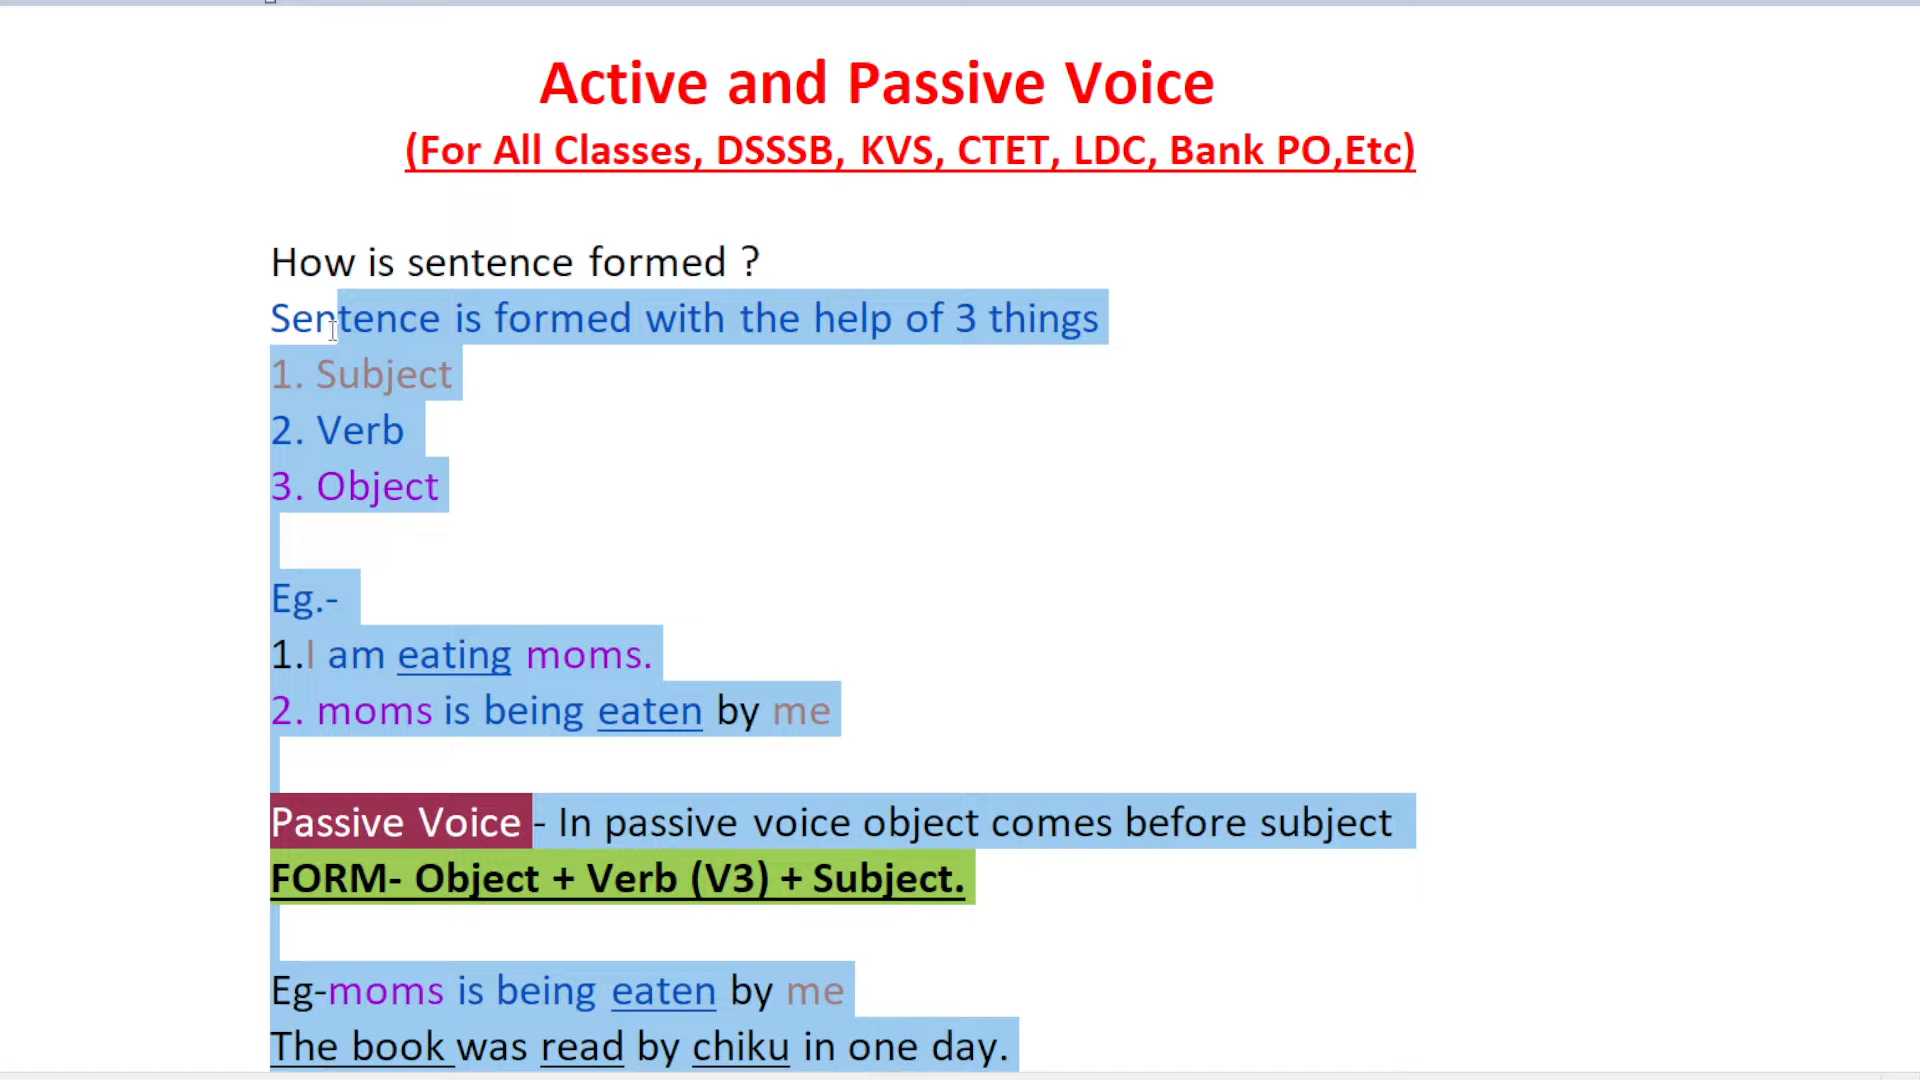 Active and Passive Voice
(For All Classes, DSSSB, KVS, CTET, LDC, Bank PO,Etc)
How is sentence formed ?
Sentence is formed with the help of 3 things
1. Subject
2. Verb
3. Object
Eg.-
1.I am eating moms.
2. moms is being eaten by me
Passive Voice - In passive voice object comes before subject
FORM- Object + Verb (V3) + Subject.
Eg-moms is being eaten by me
The book was read by chiku in one day.